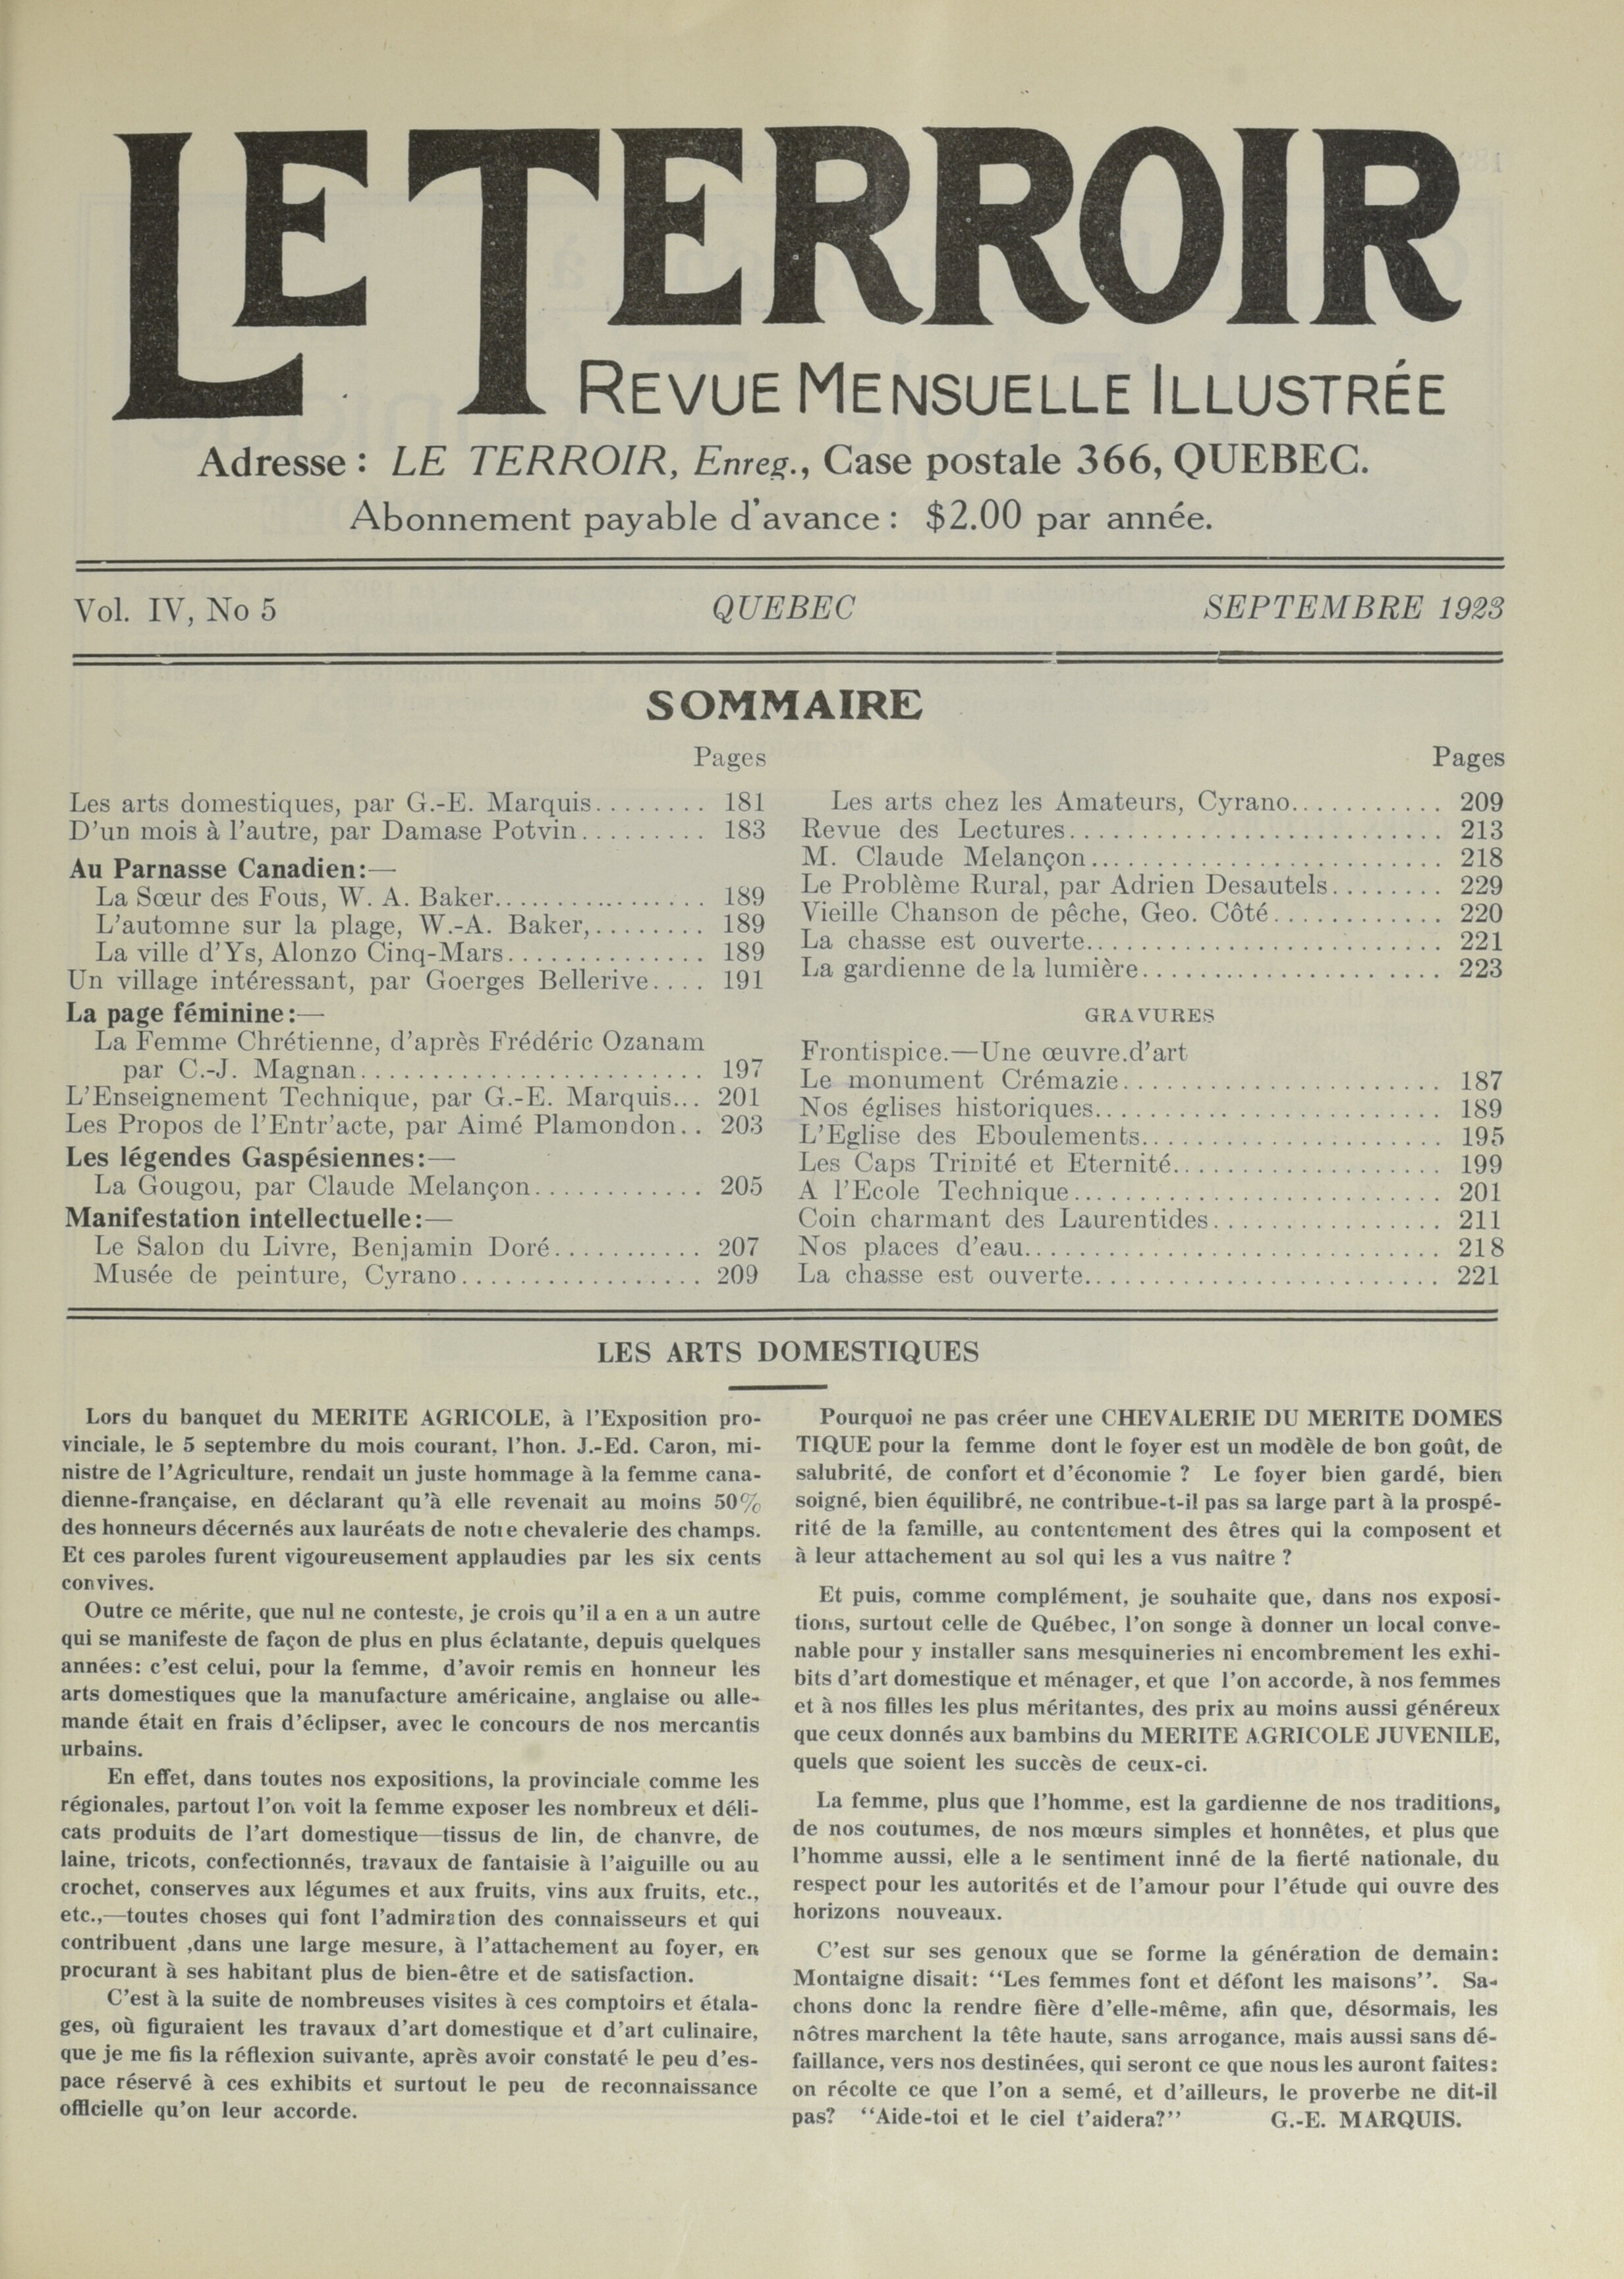 LE TERROIR
REVUE MENSUELLE ILLUSTRÉE
Adresse : LE TERROIR, Enreg., Case postale 366, QUEBEC.
Abonnement payable d'avance : $2.00 par année.
Vol. IV, No 5 QUEBEC SEPTEMBRE 1923
SOMMAIRE
Pages
Les arts domestiques, par G.-E. Marquis........ 181
D'un mois à l'autre, par Damase Potvin......... 183
Au Parnasse Canadien:—
La Sœur des Fous, W. A. Baker.................. 189
L'automne sur la plage, W.-A. Baker,........ 189
La ville d'Ys, Alonzo Cinq-Mars.............. 189
Un village intéressant, par Goerges Bellerive.... 191
La page féminine:—
La Femme Chrétienne, d'après Frédéric Ozanam
par C.-J. Magnan........................ 197
L'Enseignement Technique, par G.-E. Marquis... 201
Les Propos de l'Entr'acte, par Aimé Plamondon.. 203
Les légendes Gaspésiennes:—
La Gougou, par Claude Melançon............ 205
Manifestation intellectuelle:—
Le Salon du Livre, Benjamin Doré........... 207
Musée de peinture, Cyrano................. 209
Pages
Les arts chez les Amateurs, Cyrano........... 209
Revue des Lectures.......................... 213
M. Claude Melançon......................... 218
Le Problème Rural, par Adrien Desautels........ 229
Vieille Chanson de pêche, Geo. Côté............ 220
La chasse est ouverte......................... 221
La gardienne de la lumière..................... 223
GRAVURES
Frontispice.—Une œuvre.d'art
Le monument Crémazie....................... 187
Nos églises historiques......................... 189
L'Eglise des Eboulements...................... 195
Les Caps Trinité et Eternité.................... 199
A l'Ecole Technique.......................... 201
Coin charmant des Laurentides................. 211
Nos places d'eau.............................. 218
La chasse est ouverte.......................... 221
LES ARTS DOMESTIQUES
Lors du banquet du MERITE AGRICOLE, à l'Exposition pro-
vinciale, le 5 septembre du mois courant, l'hon. J.-Ed. Caron, mi-
nistre de l'Agriculture, rendait un juste hommage à la femme cana-
dienne-française, en déclarant qu'à elle revenait au moins 50%
des honneurs décernés aux lauréats de notre chevalerie des champs.
Et ces paroles furent vigoureusement applaudies par les six cents
convives.
Outre ce mérite, que nul ne conteste, je crois qu'il a en a un autre
qui se manifeste de façon de plus en plus éclatante, depuis quelques
années: c'est celui, pour la femme, d'avoir remis en honneur les
arts domestiques que la manufacture américaine, anglaise ou alle-
mande était en frais d'éclipser, avec le concours de nos mercantis
urbains.
En effet, dans toutes nos expositions, la provinciale comme les
régionales, partout l'on voit la femme exposer les nombreux et déli-
cats produits de l'art domestique—tissus de lin, de chanvre, de
laine, tricots, confectionnés, travaux de fantaisie à l'aiguille ou au
crochet, conserves aux légumes et aux fruits, vins aux fruits, etc.,
etc.,—toutes choses qui font l'admiration des connaisseurs et qui
contribuent ,dans une large mesure, à l'attachement au foyer, en
procurant à ses habitant plus de bien-être et de satisfaction.
C'est à la suite de nombreuses visites à ces comptoirs et étala-
ges, où figuraient les travaux d'art domestique et d'art culinaire,
que je me fis la réflexion suivante, après avoir constaté le peu d'es-
pace réservé à ces exhibits et surtout le peu de reconnaissance
officielle qu'on leur accorde.
Pourquoi ne pas créer une CHEVALERIE DU MERITE DOMES
TIQUE pour la femme dont le foyer est un modèle de bon goût, de
salubrité, de confort et d'économie ? Le foyer bien gardé, bien
soigné, bien équilibré, ne contribue-t-il pas sa large part à la prospé-
rité de la famille, au contentement des êtres qui la composent et
à leur attachement au sol qui les a vus naître ?
Et puis, comme complément, je souhaite que, dans nos exposi-
tions, surtout celle de Québec, l'on songe à donner un local conve-
nable pour y installer sans mesquineries ni encombrement les exhi-
bits d'art domestique et ménager, et que l'on accorde, à nos femmes
et à nos filles les plus méritantes, des prix au moins aussi généreux
que ceux donnés aux bambins du MERITE AGRICOLE JUVENILE,
quels que soient les succès de ceux-ci.
La femme, plus que l'homme, est la gardienne de nos traditions,
de nos coutumes, de nos mœurs simples et honnêtes, et plus que
l'homme aussi, elle a le sentiment inné de la fierté nationale, du
respect pour les autorités et de l'amour pour l'étude qui ouvre des
horizons nouveaux.
C'est sur ses genoux que se forme la génération de demain:
Montaigne disait: "Les femmes font et défont les maisons". Sa-
chons donc la rendre fière d'elle-même, afin que, désormais, les
nôtres marchent la tête haute, sans arrogance, mais aussi sans dé-
faillance, vers nos destinées, qui seront ce que nous les auront faites:
on récolte ce que l'on a semé, et d'ailleurs, le proverbe ne dit-il
pas? "Aide-toi et le ciel t'aidera?" G.-E. MARQUIS.